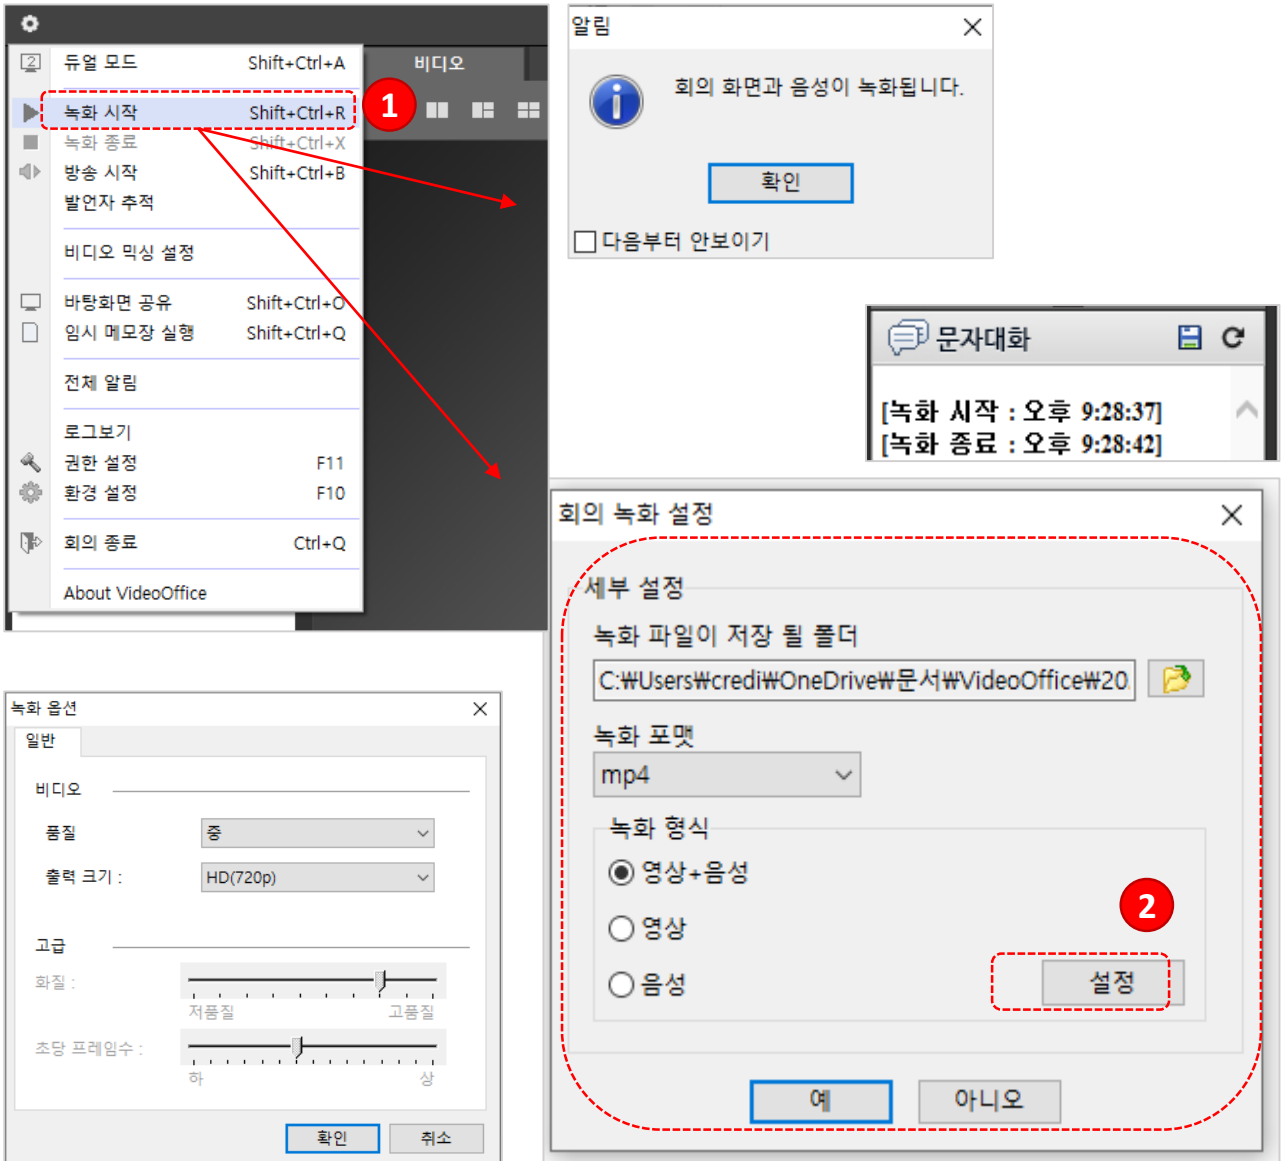 2
듀얼 모드 Shift+Ctrl+A
녹화 시작 Shift+Ctrl+R
녹화 종료 Shift+Ctrl+X
방송 시작 Shift+Ctrl+B
발언자 추적
비디오 믹싱 설정
바탕화면 공유 Shift+Ctrl+O
임시 메모장 실행 Shift+Ctrl+Q
전체 알림
로그보기
권한 설정 F11
환경 설정 F10
회의 종료 Ctrl+Q
About VideoOffice
비디오
1
알림
회의 화면과 음성이 녹화됩니다.
확인
다음부터 안보이기
문자대화
[녹화 시작 : 오후 9:28:37]
[녹화 종료 : 오후 9:28:42]
회의 녹화 설정
세부 설정
녹화 파일이 저장 될 폴더
C:₩Users₩credi₩OneDrive₩문서₩VideoOffice₩20.
녹화 포맷
mp4
녹화 형식
영상+음성
영상
음성
2
설정
예 아니오
녹화 옵션
일반
비디오
품질 중
출력 크기 : HD(720p)
고급
화질 :
저품질 고품질
초당 프레임수 :
하 상
확인 취소